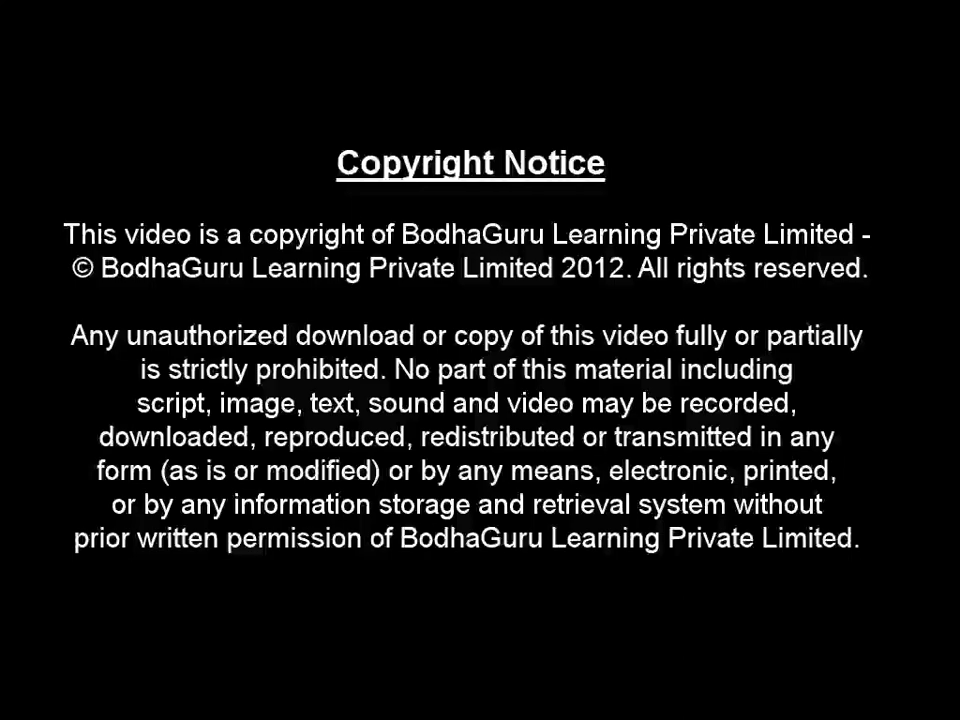 Copyright Notice
This video is a copyright of BodhaGuru Learning Private Limited -
© BodhaGuru Learning Private Limited 2012. All rights reserved.
Any unauthorized download or copy of this video fully or partially
is strictly prohibited. No part of this material including
script, image, text, sound and video may be recorded,
downloaded, reproduced, redistributed or transmitted in any
form (as is or modified) or by any means, electronic, printed,
or by any information storage and retrieval system without
prior written permission of BodhaGuru Learning Private Limited.